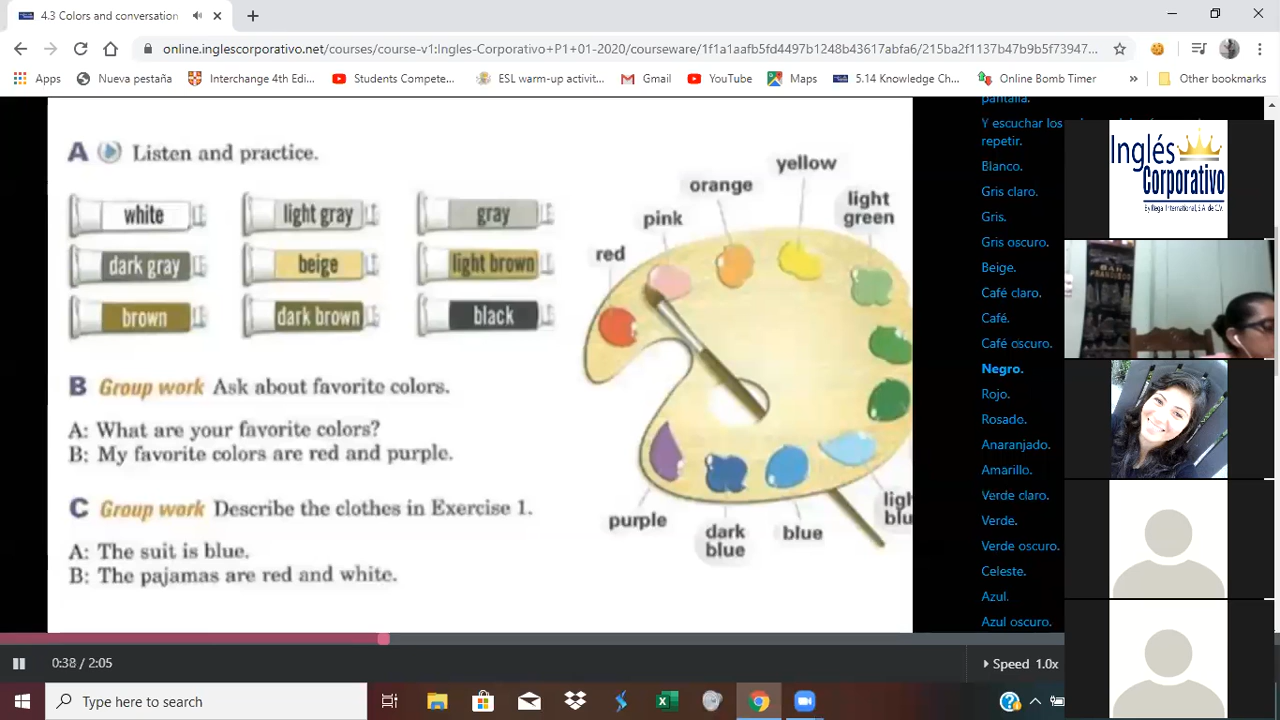 4.3 Colors and conversation
online.inglescorporativo.net/courses/course-v1:Ingles-Corporativo+P1+01-2020/courseware/1f1a1aafb5fd4497b1248b43617abfa6/215ba2f1137b47b9b5f73947...
Apps
Nueva pestaña
Interchange 4th Edi...
Students Compete...
ESL warm-up activit...
Gmail
YouTube
Maps
5.14 Knowledge Ch...
Online Bomb Timer
»
Other bookmarks
A Listen and practice.
white light gray gray
dark gray beige light brown
brown dark brown black
B Group work Ask about favorite colors.
A: What are your favorite colors?
B: My favorite colors are red and purple.
C Group work Describe the clothes in Exercise 1.
A: The suit is blue.
B: The pajamas are red and white.
red
pink
orange
yellow
light
green
purple
dark
blue
blue
ligh
blu
pantalla.
Y escuchar los
repetir.
Blanco.
Gris claro.
Gris.
Gris oscuro.
Beige.
Café claro.
Café.
Café oscuro.
Negro.
Rojo.
Rosado.
Anaranjado.
Amarillo.
Verde claro.
Verde.
Verde oscuro.
Celeste.
Azul.
Azul oscuro.
Inglés
Corporativo
SAN
FRANCISCO
0:38 / 2:05
Speed 1.0x
Type here to search